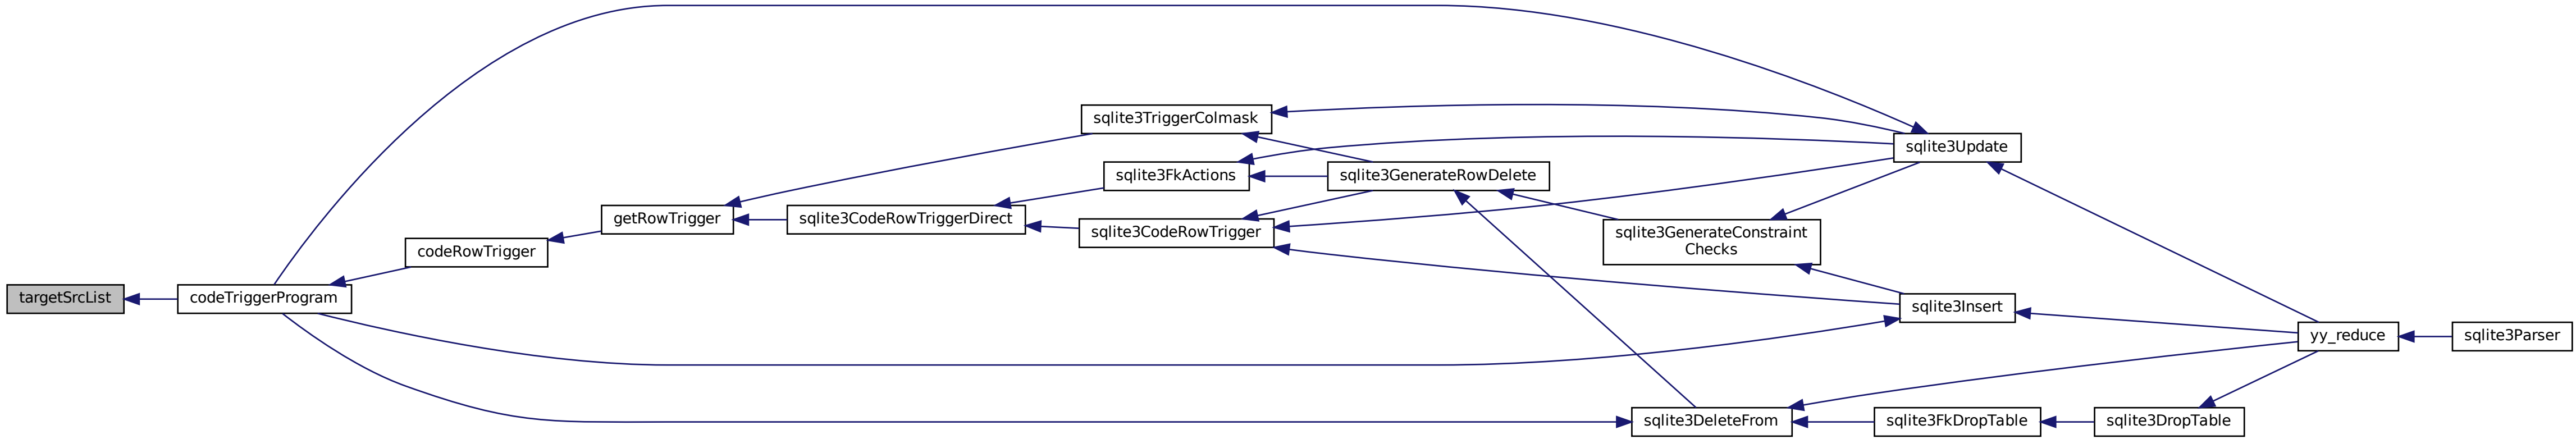 targetSrcList
codeTriggerProgram
codeRowTrigger
getRowTrigger
sqlite3CodeRowTriggerDirect
sqlite3TriggerColmask
sqlite3FkActions
sqlite3CodeRowTrigger
sqlite3GenerateRowDelete
sqlite3GenerateConstraint
Checks
sqlite3Update
sqlite3Insert
sqlite3DeleteFrom
sqlite3FkDropTable
sqlite3DropTable
yy_reduce
sqlite3Parser